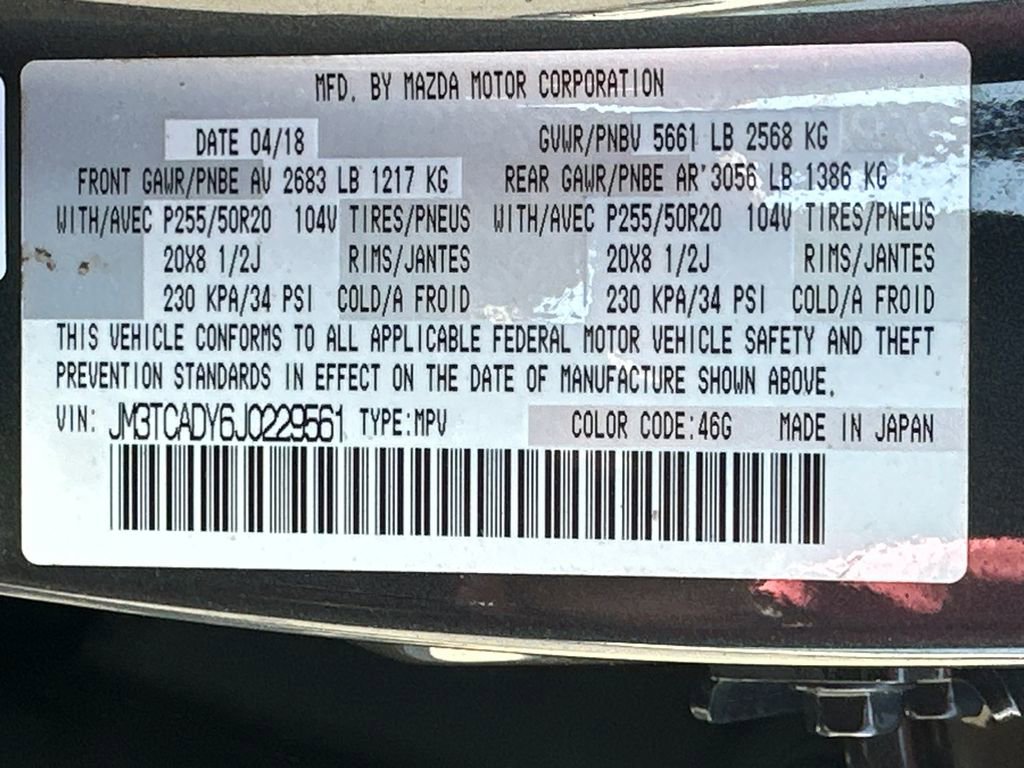 MFD. BY MAZDA MOTOR CORPORATION
DATE 04/18 GVWR/PNBV 5661 LB 2568 KG
FRONT GAWR/PNBE AV 2683 LB 1217 KG REAR GAWR/PNBE AR 3056 LB 1386 KG
WITH/AVEC P255/50R20 104V TIRES/PNEUS WITH/AVEC P255/50R20 104V TIRES/PNEUS
20X8 1/2J RIMS/JANTES 20X8 1/2J RIMS/JANTES
230 KPA/34 PSI COLD/A FROID 230 KPA/34 PSI COLD/A FROID
THIS VEHICLE CONFORMS TO ALL APPLICABLE FEDERAL MOTOR VEHICLE SAFETY AND THEFT
PREVENTION STANDARDS IN EFFECT ON THE DATE OF MANUFACTURE SHOWN ABOVE.
VIN: JM3TCADY6J0229561 TYPE:MPV COLOR CODE:46G MADE IN JAPAN